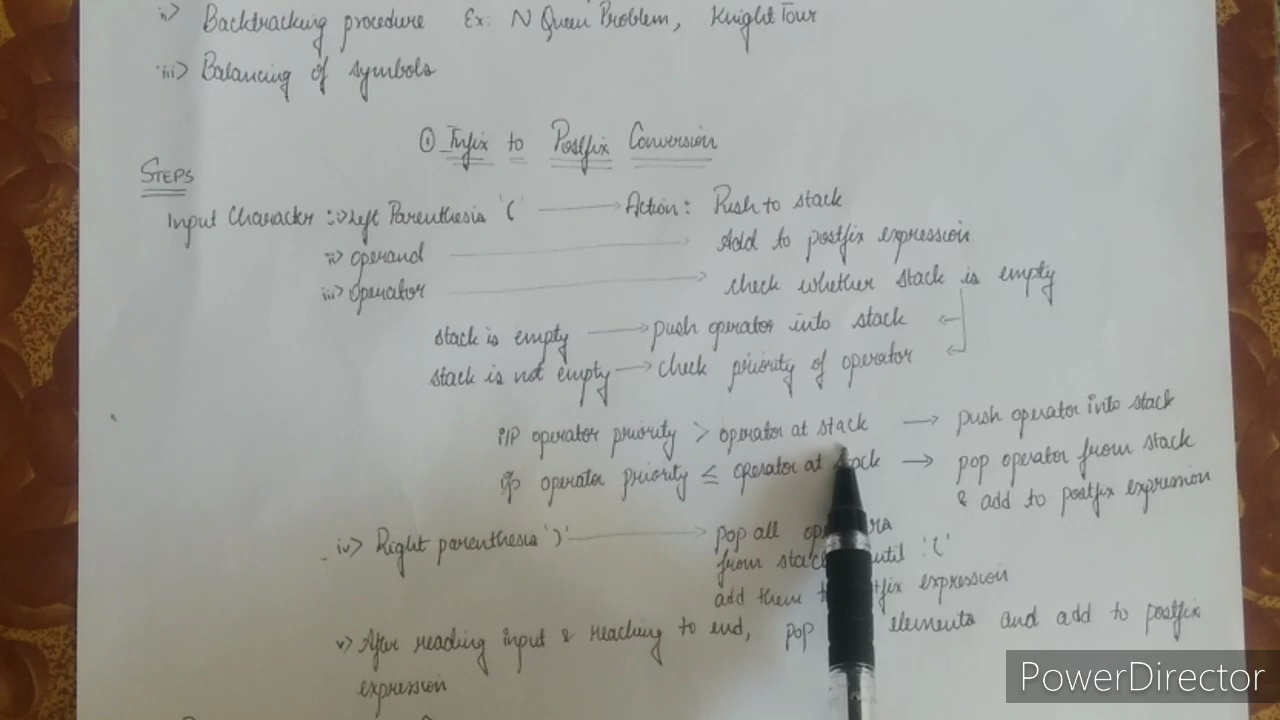 ii> Backtracking procedure Ex: N Queen Problem, Knight Tour
iii> Balancing of symbols
① Infix to Postfix Conversion
STEPS
Input Character : i> Left Parenthesis '(' → Action: Push to stack
ii> operand → Add to postfix expression
iii> operator → check whether stack is empty
stack is empty → push operator into stack
stack is not empty → check priority of operator
i/P operator priority > operator at stack → push operator into stack
i/p operator priority ≤ operator at stack → pop operator from stack
& add to postfix expression
iv> Right parenthesis ')' → pop all
from until '('
add them expression
v> After reading input & reaching to end, pop elements and add to postfix
expression
PowerDirector